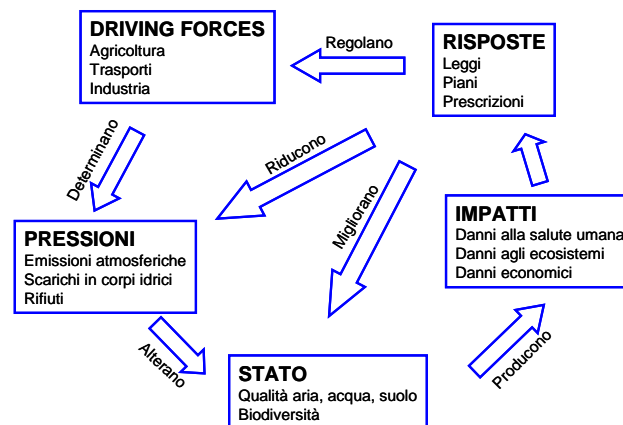 DRIVING FORCES
Agricoltura
Trasporti
Industria
Regolano
RISPOSTE
Leggi
Piani
Prescrizioni
Determinano
Riducono
Migliorano
PRESSIONI
Emissioni atmosferiche
Scarichi in corpi idrici
Rifiuti
IMPATTI
Danni alla salute umana
Danni agli ecosistemi
Danni economici
Alterano
STATO
Qualità aria, acqua, suolo
Biodiversità
Producono